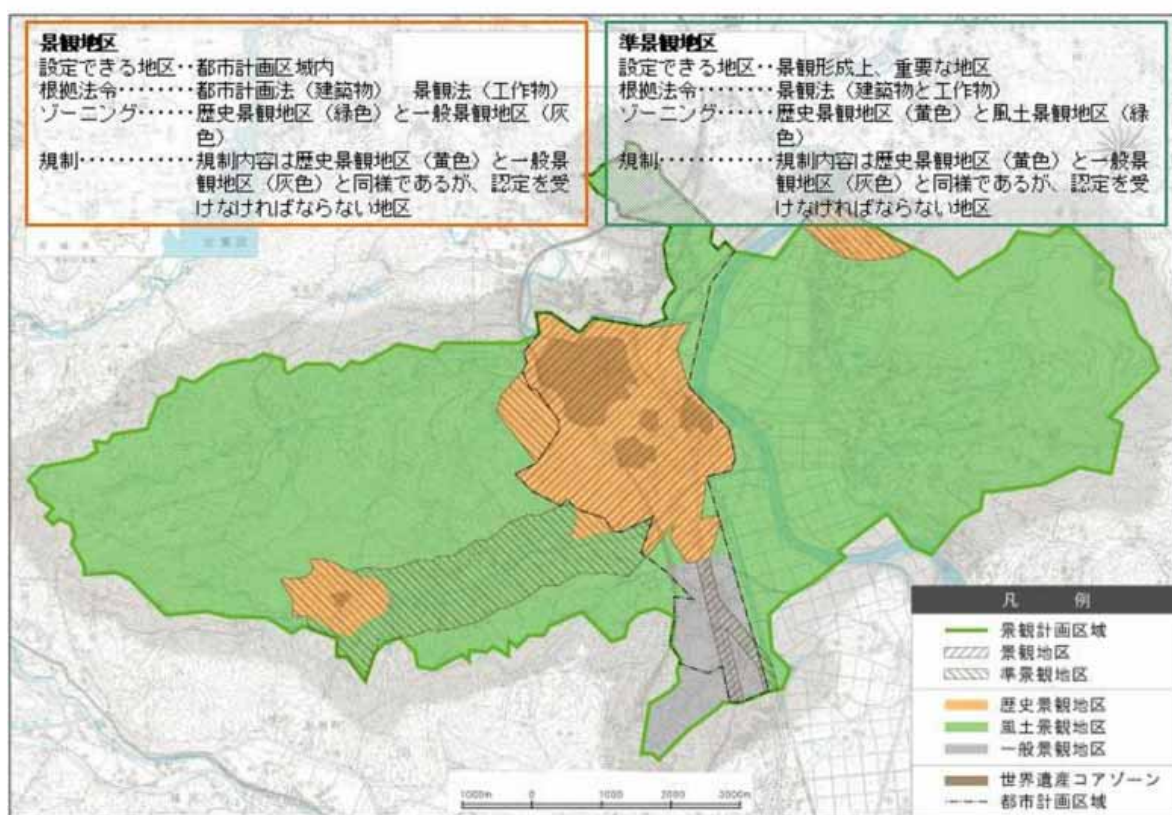 景観地区
設定できる地区‥都市計画区域内
根拠法令‥‥‥‥都市計画法（建築物） 景観法（工作物）
ゾーニング‥‥‥歴史景観地区（緑色）と一般景観地区（灰
色）
規制‥‥‥‥‥‥規制内容は歴史景観地区（黄色）と一般景
観地区（灰色）と同様であるが、認定を受
けなければならない地区
準景観地区
設定できる地区‥景観形成上、重要な地区
根拠法令‥‥‥‥景観法（建築物と工作物）
ゾーニング‥‥‥歴史景観地区（黄色）と風土景観地区（緑
色）
規制‥‥‥‥‥‥規制内容は歴史景観地区（黄色）と一般景
観地区（灰色）と同様であるが、認定を受
けなければならない地区
凡 例
景観計画区域
景観地区
準景観地区
歴史景観地区
風土景観地区
一般景観地区
世界遺産コアゾーン
都市計画区域
1000m 0 1000 2000 3000m